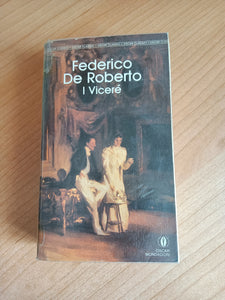 Federico
De Roberto
I Viceré
OSCAR
MONDADORI